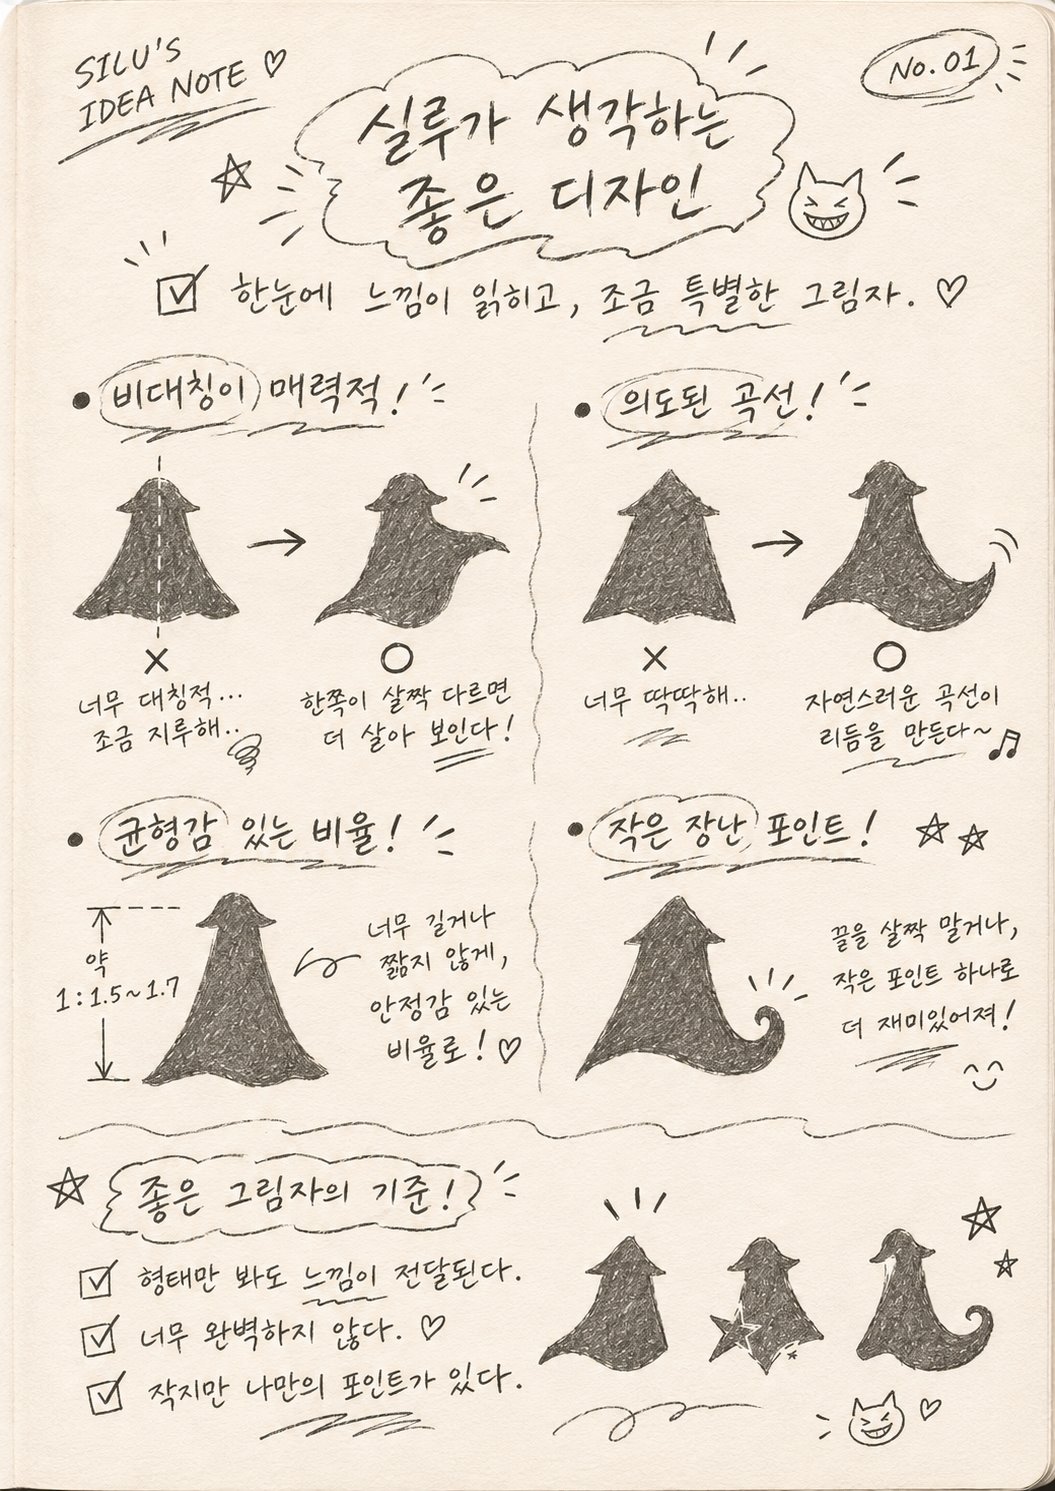 SILU'S
IDEA NOTE ♡
No. 01
실루가 생각하는
좋은 디자인
한눈에 느낌이 읽히고, 조금 특별한 그림자. ♡
• 비대칭이 매력적!
×
너무 대칭적...
조금 지루해..
○
한쪽이 살짝 다르면
더 살아 보인다!
• 의도된 곡선!
×
너무 딱딱해..
○
자연스러운 곡선이
리듬을 만든다~
• 균형감 있는 비율!
약
1:1.5~1.7
너무 길거나
짧지 않게,
안정감 있는
비율로! ♡
• 작은 장난 포인트!
끝을 살짝 말거나,
작은 포인트 하나로
더 재미있어져!
좋은 그림자의 기준!
형태만 봐도 느낌이 전달된다.
너무 완벽하지 않다. ♡
작지만 나만의 포인트가 있다.